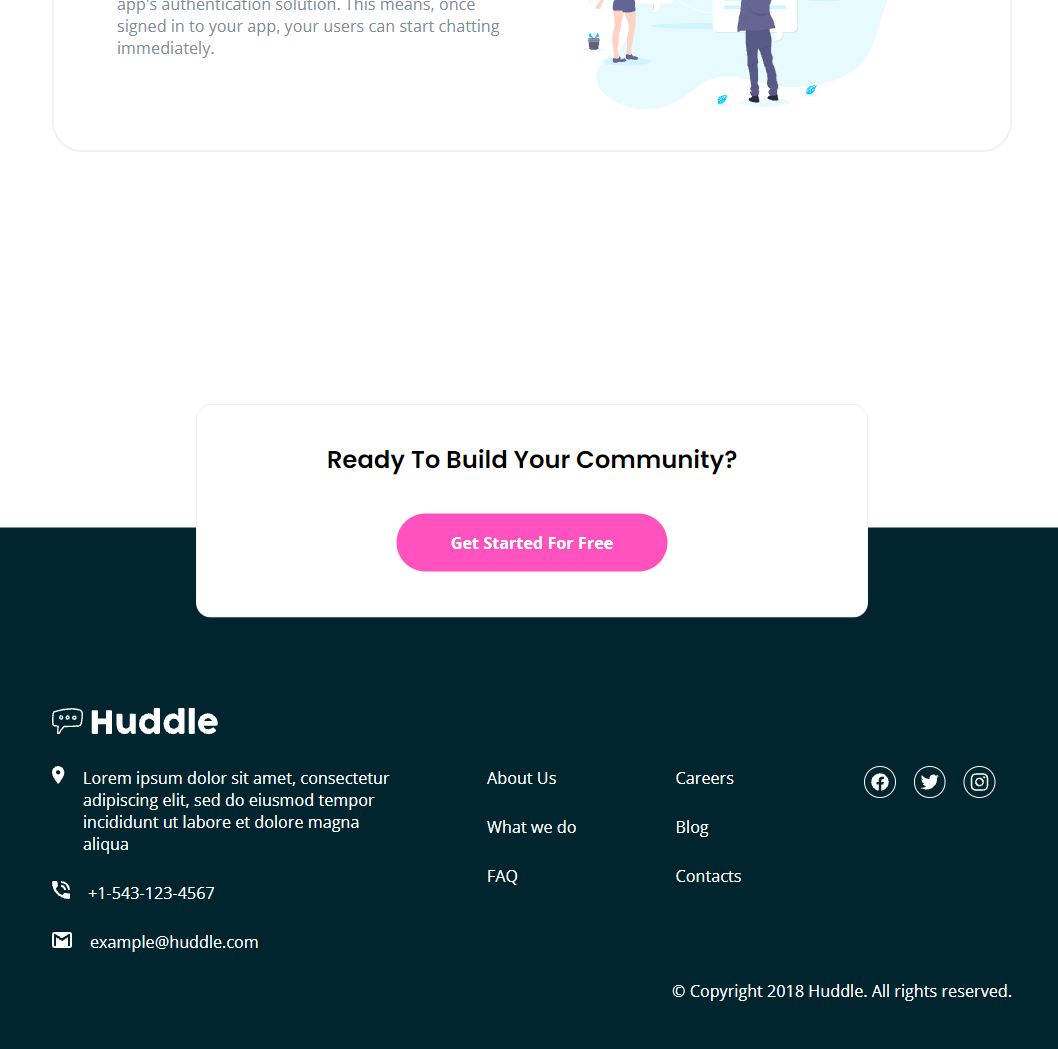 app's authentication solution. This means, once
signed in to your app, your users can start chatting
immediately.
Ready To Build Your Community?
Get Started For Free
Huddle
Lorem ipsum dolor sit amet, consectetur
adipiscing elit, sed do eiusmod tempor
incididunt ut labore et dolore magna
aliqua
+1-543-123-4567
example@huddle.com
About Us
What we do
FAQ
Careers
Blog
Contacts
© Copyright 2018 Huddle. All rights reserved.